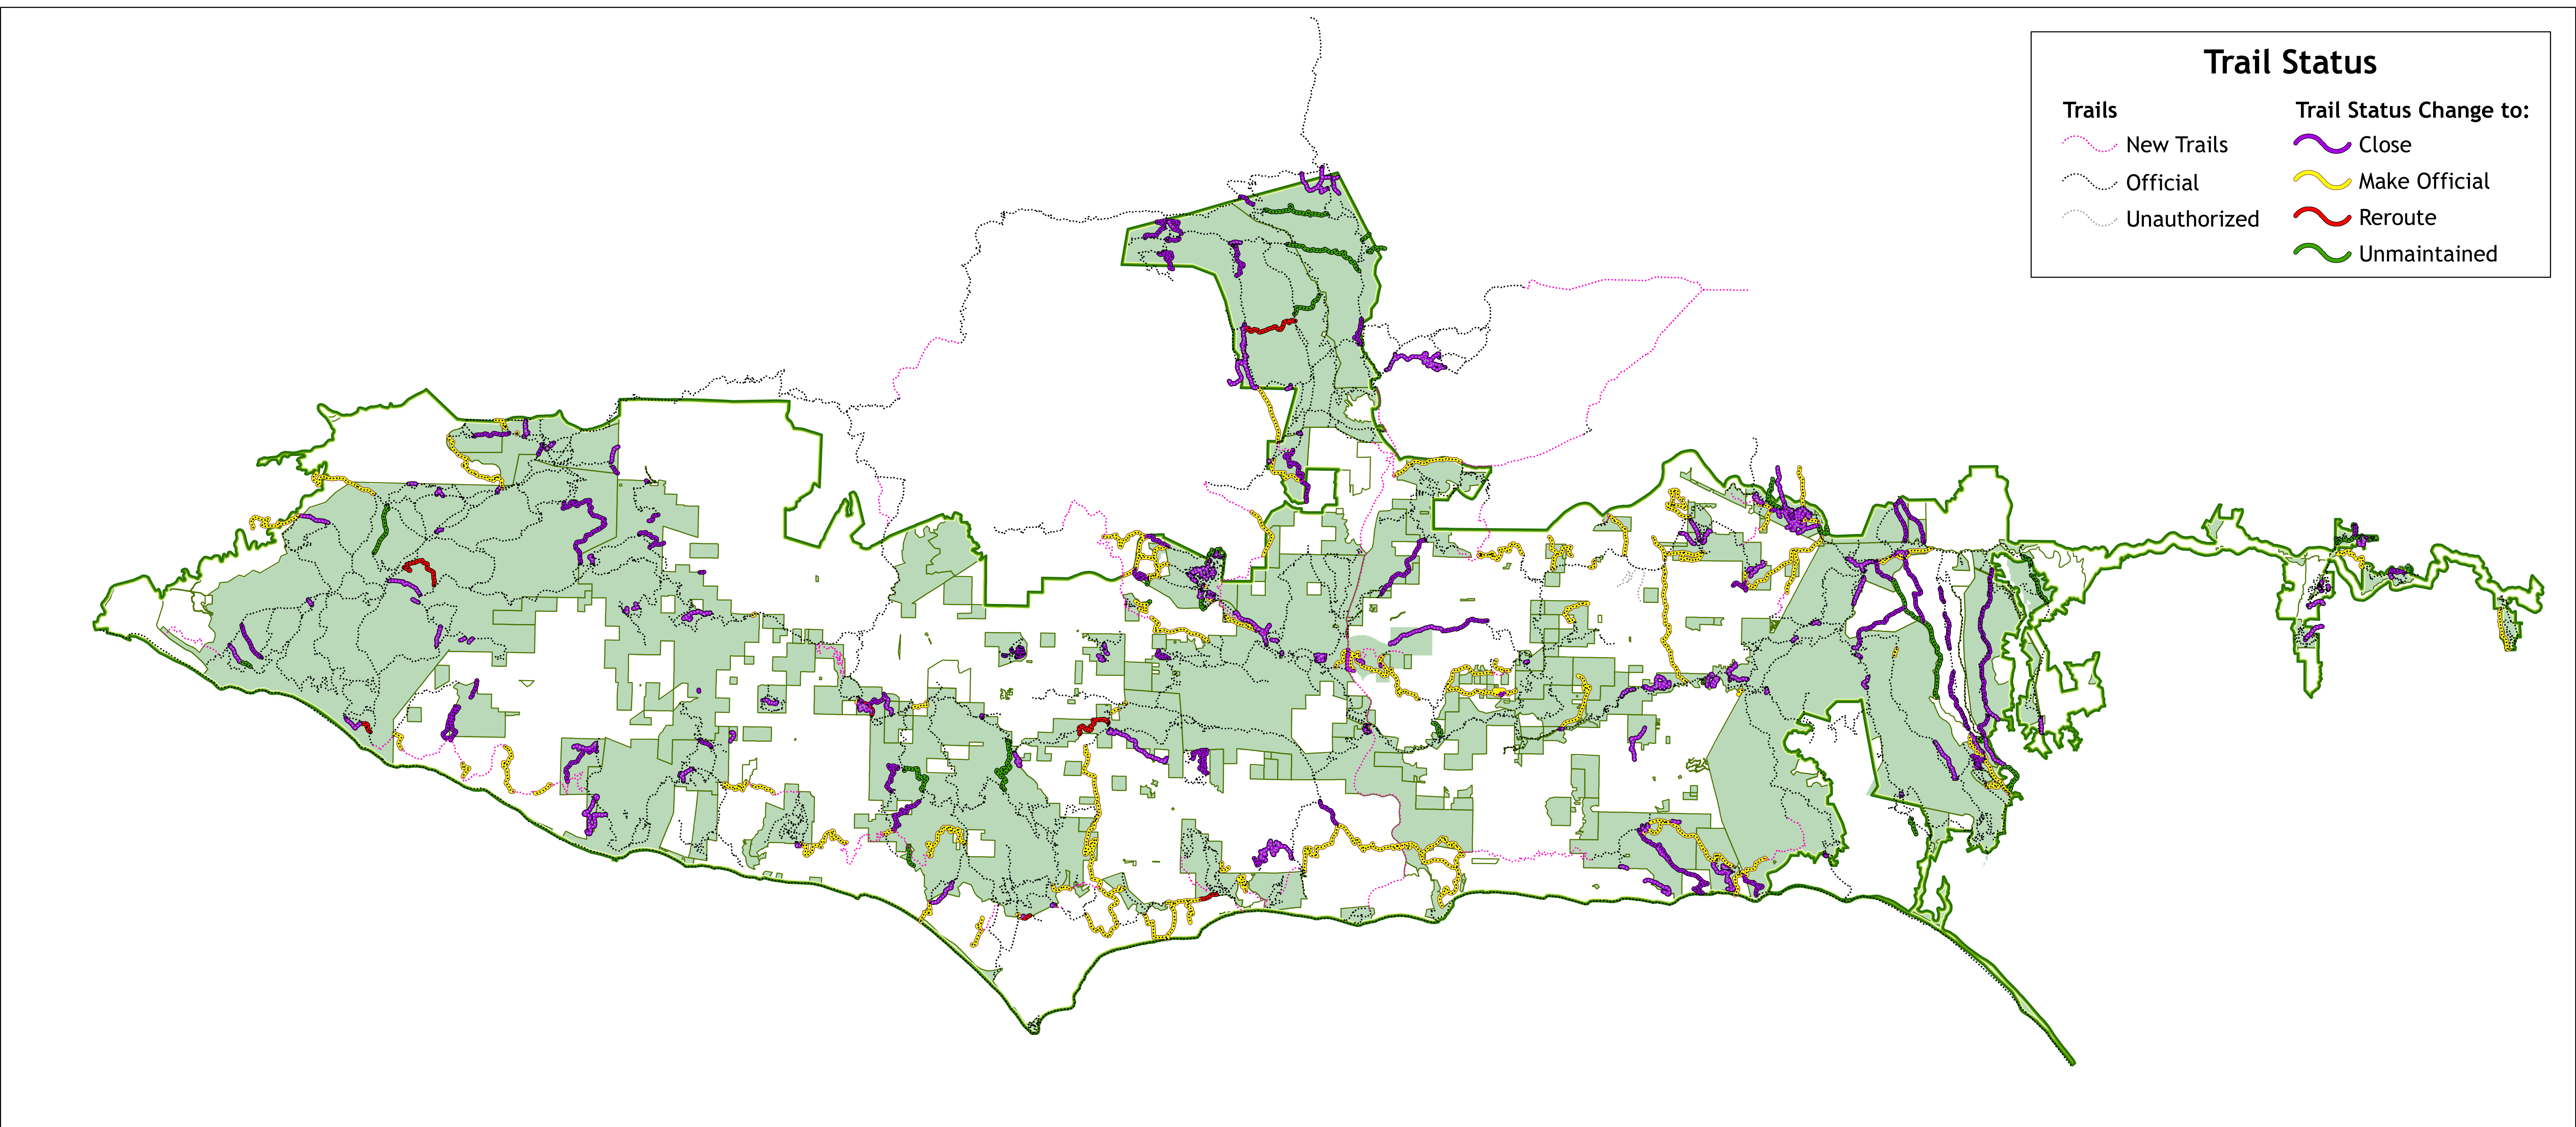 Trail Status
Trails
New Trails
Official
Unauthorized
Trail Status Change to:
Close
Make Official
Reroute
Unmaintained